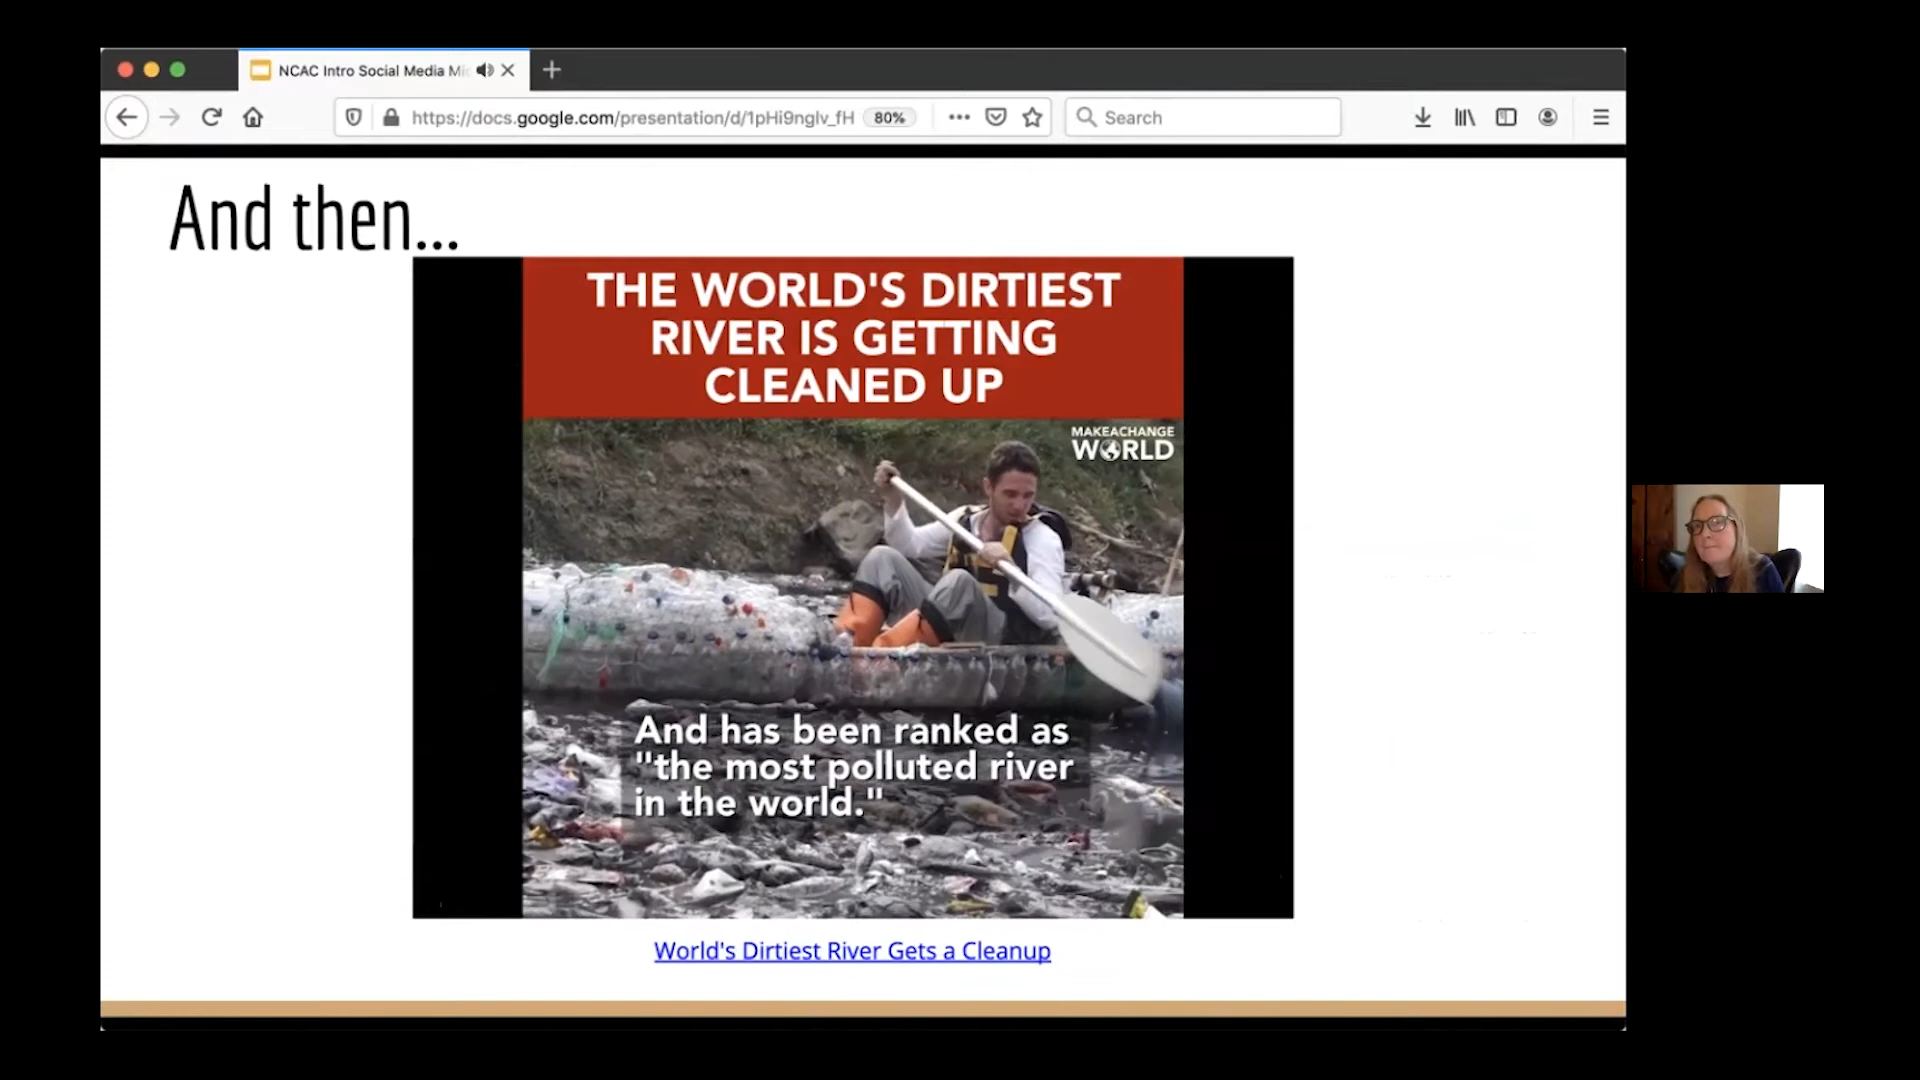 NCAC Intro Social Media Mi
https://docs.google.com/presentation/d/1pHi9nglv_fH
80%
Search
And then...
THE WORLD'S DIRTIEST
RIVER IS GETTING
CLEANED UP
MAKEACHANGE
WORLD
And has been ranked as
"the most polluted river
in the world."
World's Dirtiest River Gets a Cleanup